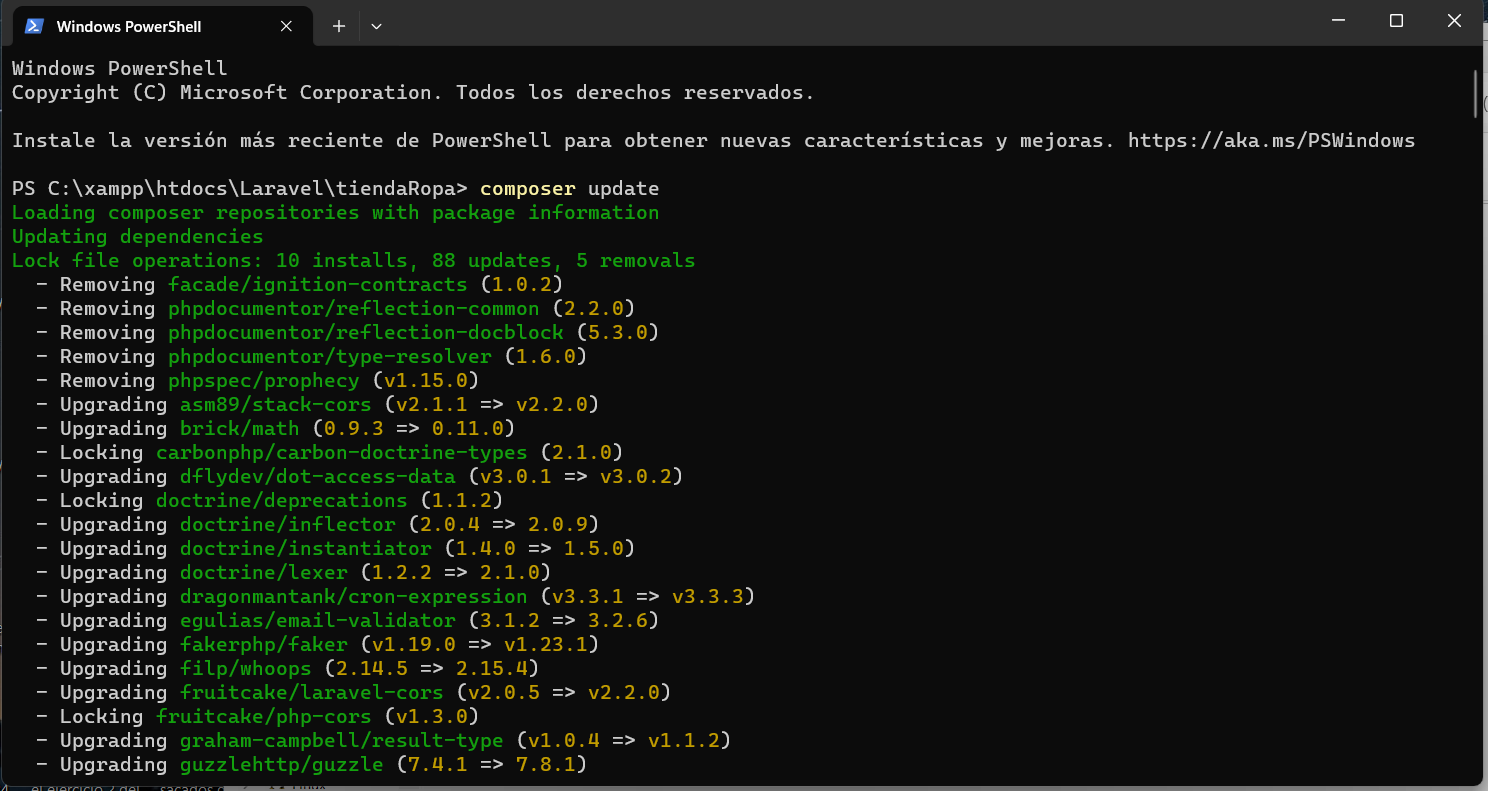 Windows PowerShell
Windows PowerShell
Copyright (C) Microsoft Corporation. Todos los derechos reservados.
Instale la versión más reciente de PowerShell para obtener nuevas características y mejoras. https://aka.ms/PSWindows
PS C:\xampp\htdocs\Laravel\tiendaRopa> composer update
Loading composer repositories with package information
Updating dependencies
Lock file operations: 10 installs, 88 updates, 5 removals
- Removing facade/ignition-contracts (1.0.2)
- Removing phpdocumentor/reflection-common (2.2.0)
- Removing phpdocumentor/reflection-docblock (5.3.0)
- Removing phpdocumentor/type-resolver (1.6.0)
- Removing phpspec/prophecy (v1.15.0)
- Upgrading asm89/stack-cors (v2.1.1 => v2.2.0)
- Upgrading brick/math (0.9.3 => 0.11.0)
- Locking carbonphp/carbon-doctrine-types (2.1.0)
- Upgrading dflydev/dot-access-data (v3.0.1 => v3.0.2)
- Locking doctrine/deprecations (1.1.2)
- Upgrading doctrine/inflector (2.0.4 => 2.0.9)
- Upgrading doctrine/instantiator (1.4.0 => 1.5.0)
- Upgrading doctrine/lexer (1.2.2 => 2.1.0)
- Upgrading dragonmantank/cron-expression (v3.3.1 => v3.3.3)
- Upgrading egulias/email-validator (3.1.2 => 3.2.6)
- Upgrading fakerphp/faker (v1.19.0 => v1.23.1)
- Upgrading filp/whoops (2.14.5 => 2.15.4)
- Upgrading fruitcake/laravel-cors (v2.0.5 => v2.2.0)
- Locking fruitcake/php-cors (v1.3.0)
- Upgrading graham-campbell/result-type (v1.0.4 => v1.1.2)
- Upgrading guzzlehttp/guzzle (7.4.1 => 7.8.1)